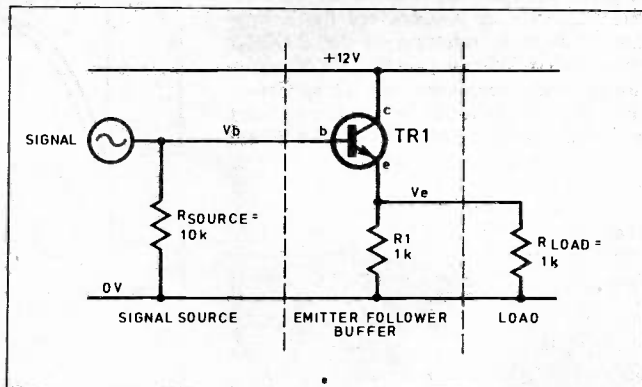 +12V
SIGNAL
Vb
b
c
TR1
e
Ve
RSOURCE =
10k
R1
1k
RLOAD =
1k
0V
SIGNAL SOURCE
EMITTER FOLLOWER
BUFFER
LOAD